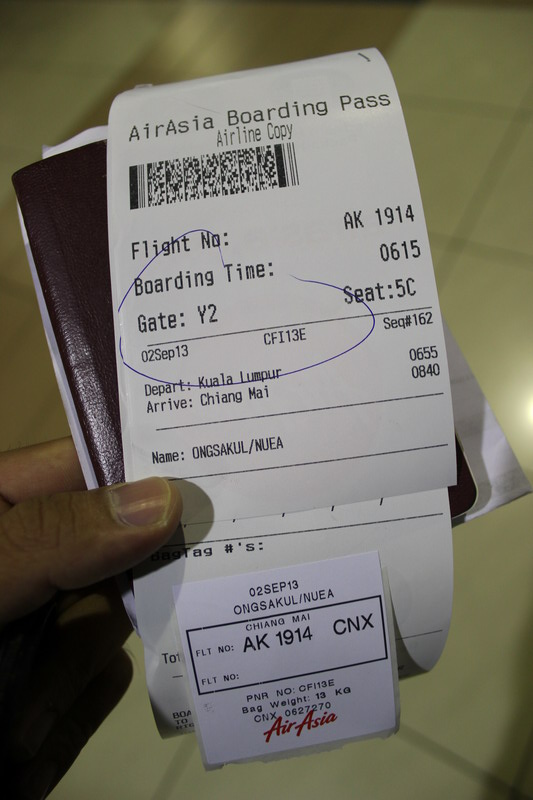 AirAsia Boarding Pass
Airline Copy
Flight No: AK 1914
Boarding Time: 0615
Gate: Y2 Seat:5C
02Sep13 CFI13E Seq#162
Depart: Kuala Lumpur 0655
Arrive: Chiang Mai 0840
Name: ONGSAKUL/NUEA
BagTag #'s:
02SEP13
ONGSAKUL/NUEA
CHIANG MAI
FLT NO: AK 1914 CNX
FLT NO:
PNR NO: CFI13E
Bag Weight: 13 KG
CNX 0627270
AirAsia